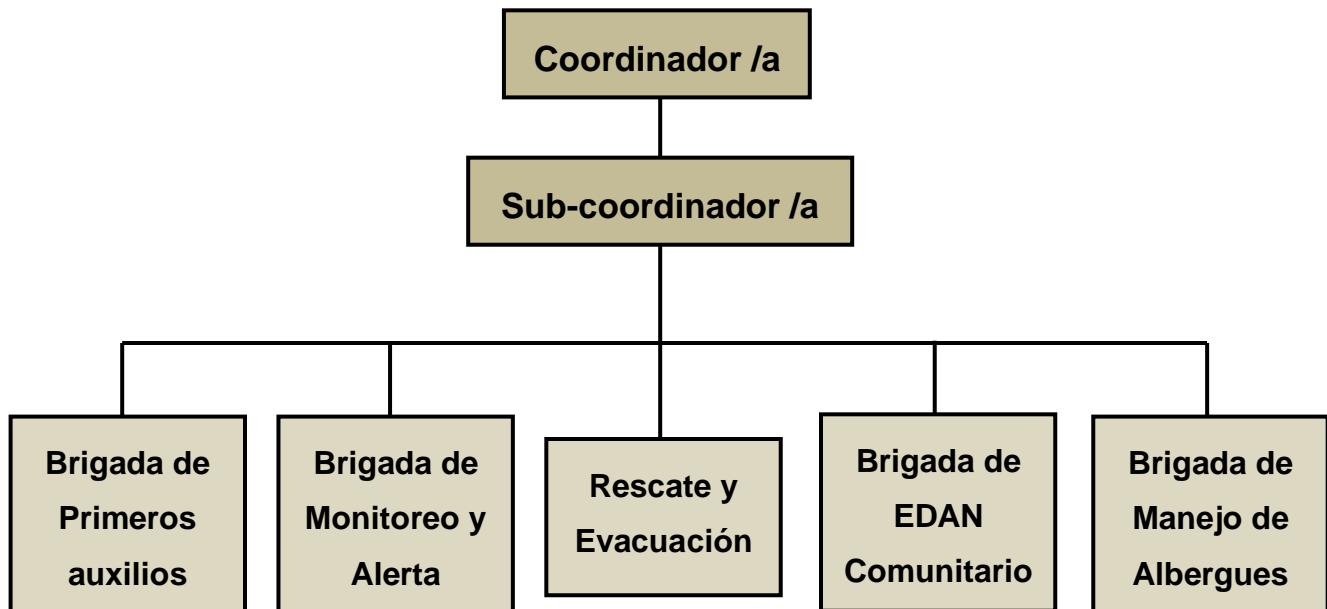 Coordinador /a
Sub-coordinador /a
Brigada de
Primeros
auxilios
Brigada de
Monitoreo y
Alerta
Rescate y
Evacuación
Brigada de
EDAN
Comunitario
Brigada de
Manejo de
Albergues